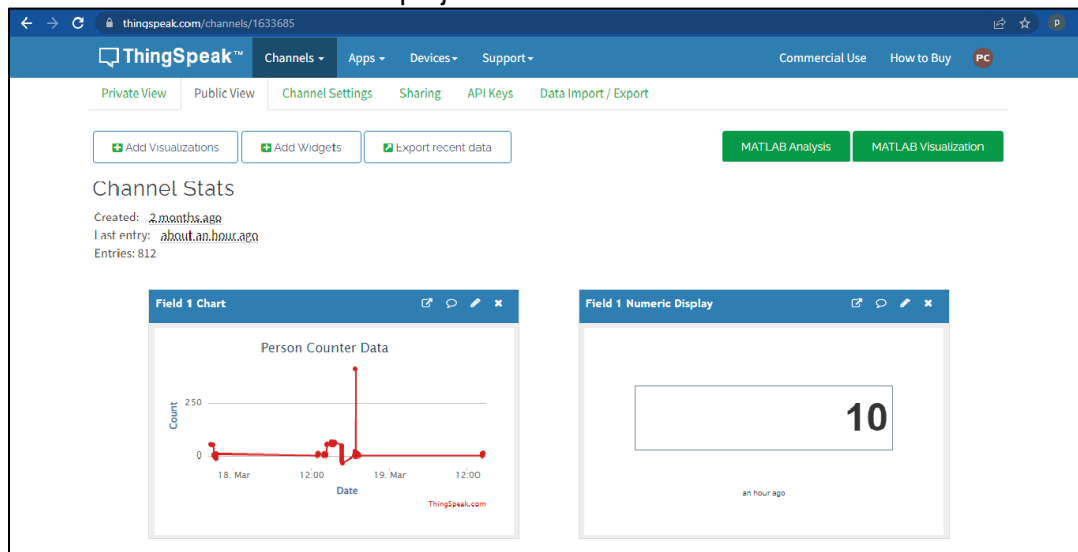 thingspeak.com/channels/1633685
P
ThingSpeak™ Channels Apps Devices Support Commercial Use How to Buy PC
Private View Public View Channel Settings Sharing API Keys Data Import / Export
Add Visualizations Add Widgets Export recent data MATLAB Analysis MATLAB Visualization
Channel Stats
Created: 2 months ago
Last entry: about an hour ago
Entries: 812
Field 1 Chart
Person Counter Data
Count
250
0
18. Mar 12:00 19. Mar 12:00
Date
ThingSpeak.com
Field 1 Numeric Display
10
an hour ago